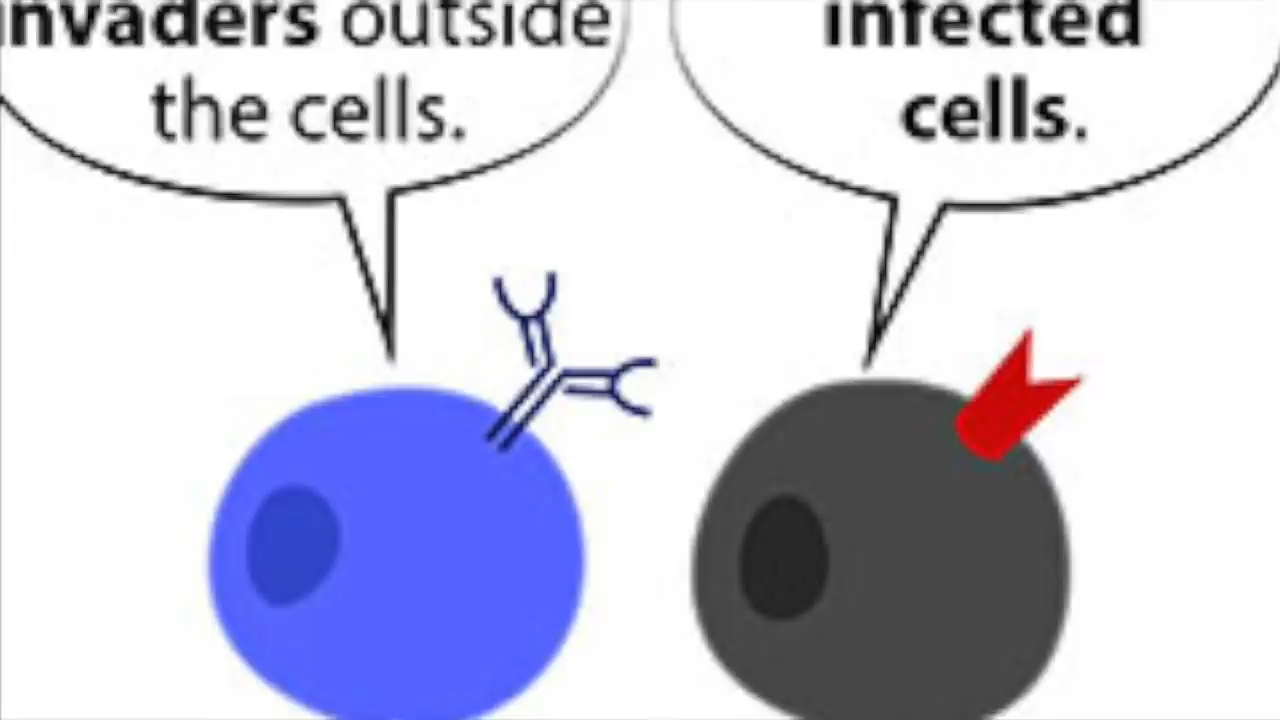 invaders outside
the cells.
infected
cells.